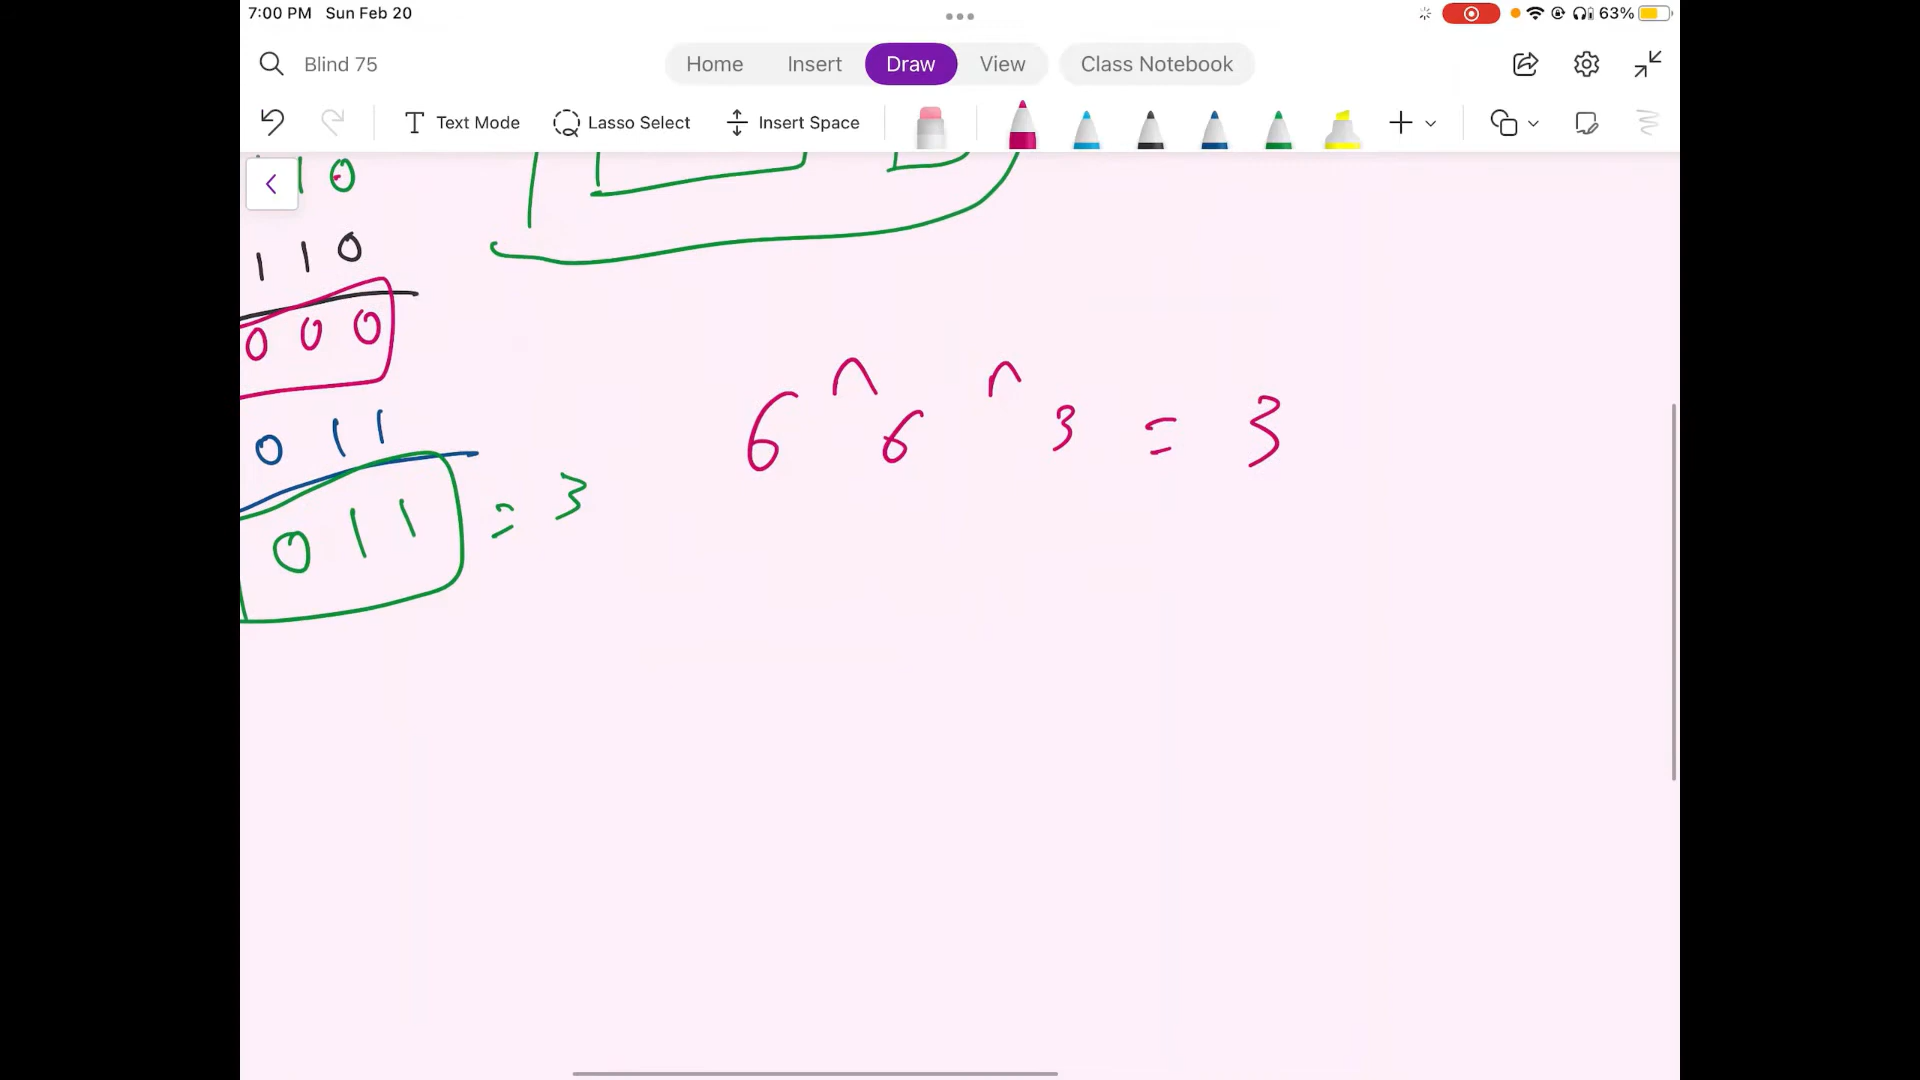 7:00 PM Sun Feb 20 63%
Blind 75 Home Insert Draw View Class Notebook
T Text Mode Lasso Select Insert Space
1 0
1 1 0
0 0 0
6 ^ 6 ^ 3 = 3
0 1 1
0 1 1 = 3